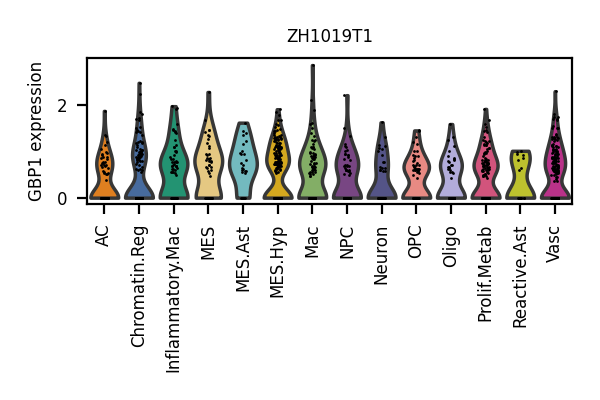 ZH1019T1
GBP1 expression
2
0
AC
Chromatin.Reg
Inflammatory.Mac
MES
MES.Ast
MES.Hyp
Mac
NPC
Neuron
OPC
Oligo
Prolif.Metab
Reactive.Ast
Vasc